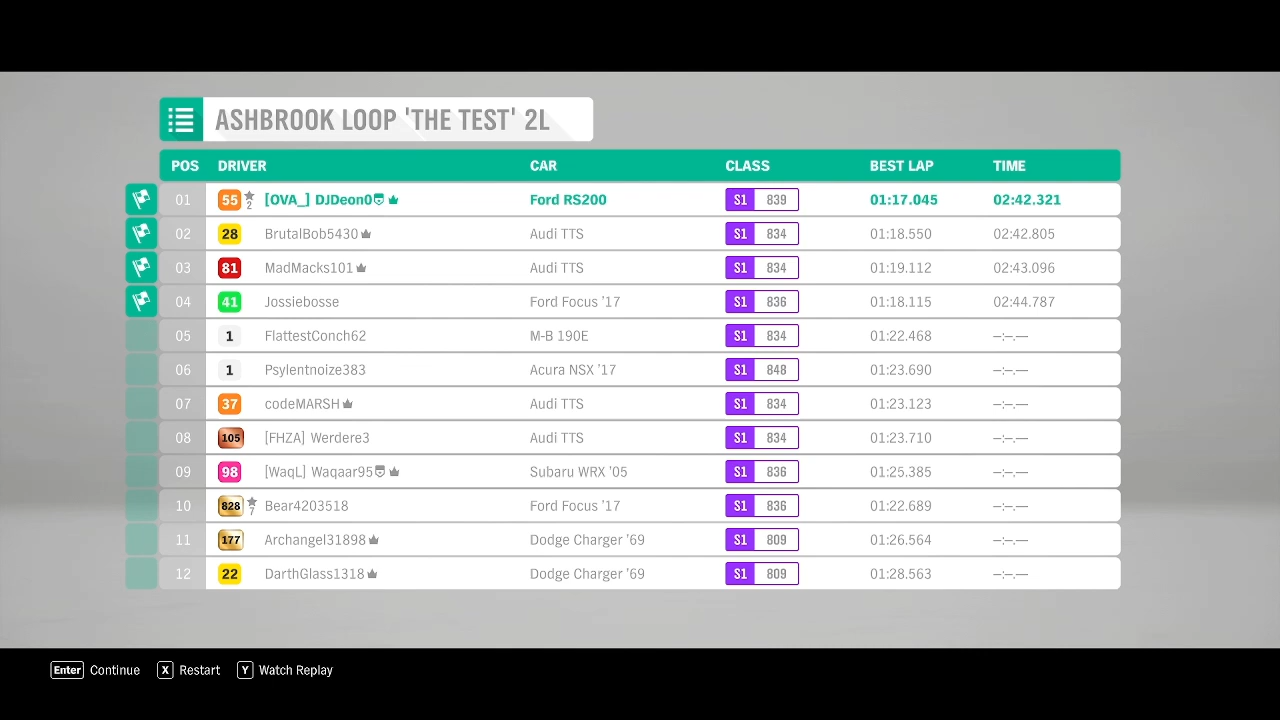 ASHBROOK LOOP 'THE TEST' 2L
POS DRIVER CAR CLASS BEST LAP TIME
01 55 2 [OVA_] DJDeon0 Ford RS200 S1 839 01:17.045 02:42.321
02 28 BrutalBob5430 Audi TTS S1 834 01:18.550 02:42.805
03 81 MadMacks101 Audi TTS S1 834 01:19.112 02:43.096
04 41 Jossiebosse Ford Focus '17 S1 836 01:18.115 02:44.787
05 1 FlattestConch62 M-B 190E S1 834 01:22.468 --:--.---
06 1 Psylentnoize383 Acura NSX '17 S1 848 01:23.690 --:--.---
07 37 codeMARSH Audi TTS S1 834 01:23.123 --:--.---
08 105 [FHZA] Werdere3 Audi TTS S1 834 01:23.710 --:--.---
09 98 [WaqL] Waqaar95 Subaru WRX '05 S1 836 01:25.385 --:--.---
10 828 7 Bear4203518 Ford Focus '17 S1 836 01:22.689 --:--.---
11 177 Archangel31898 Dodge Charger '69 S1 809 01:26.564 --:--.---
12 22 DarthGlass1318 Dodge Charger '69 S1 809 01:28.563 --:--.---
Enter Continue X Restart Y Watch Replay